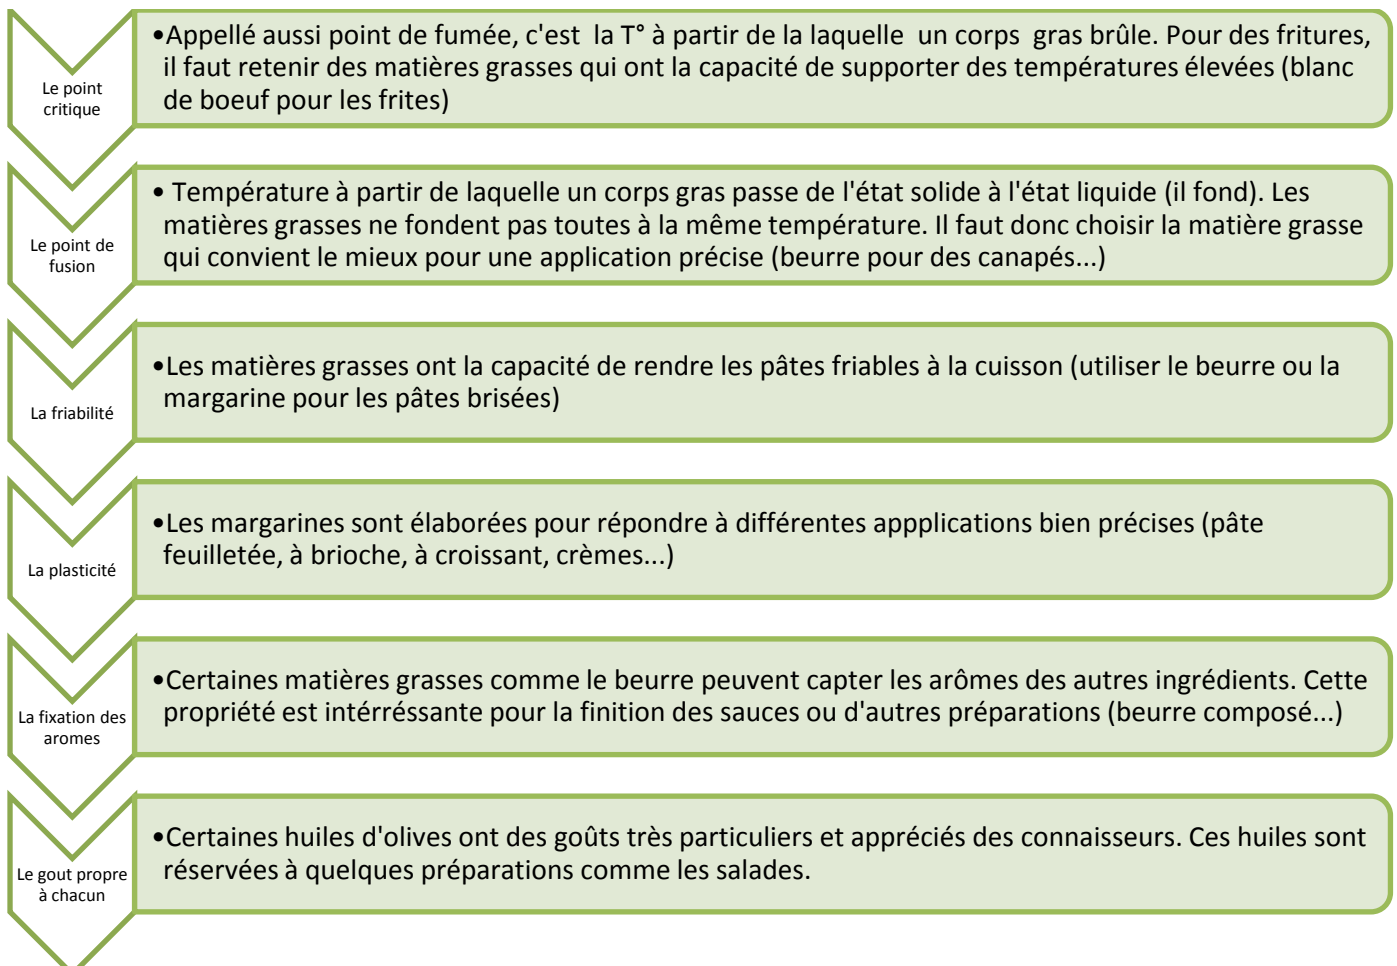 •Appellé aussi point de fumée, c'est la T° à partir de la laquelle un corps gras brûle. Pour des fritures,
il faut retenir des matières grasses qui ont la capacité de supporter des températures élevées (blanc
de boeuf pour les frites)
Le point
critique
• Température à partir de laquelle un corps gras passe de l'état solide à l'état liquide (il fond). Les
matières grasses ne fondent pas toutes à la même température. Il faut donc choisir la matière grasse
qui convient le mieux pour une application précise (beurre pour des canapés...)
Le point de
fusion
•Les matières grasses ont la capacité de rendre les pâtes friables à la cuisson (utiliser le beurre ou la
margarine pour les pâtes brisées)
La friabilité
•Les margarines sont élaborées pour répondre à différentes appplications bien précises (pâte
feuilletée, à brioche, à croissant, crèmes...)
La plasticité
•Certaines matières grasses comme le beurre peuvent capter les arômes des autres ingrédients. Cette
propriété est intérréssante pour la finition des sauces ou d'autres préparations (beurre composé...)
La fixation des
aromes
•Certaines huiles d'olives ont des goûts très particuliers et appréciés des connaisseurs. Ces huiles sont
réservées à quelques préparations comme les salades.
Le gout propre
à chacun